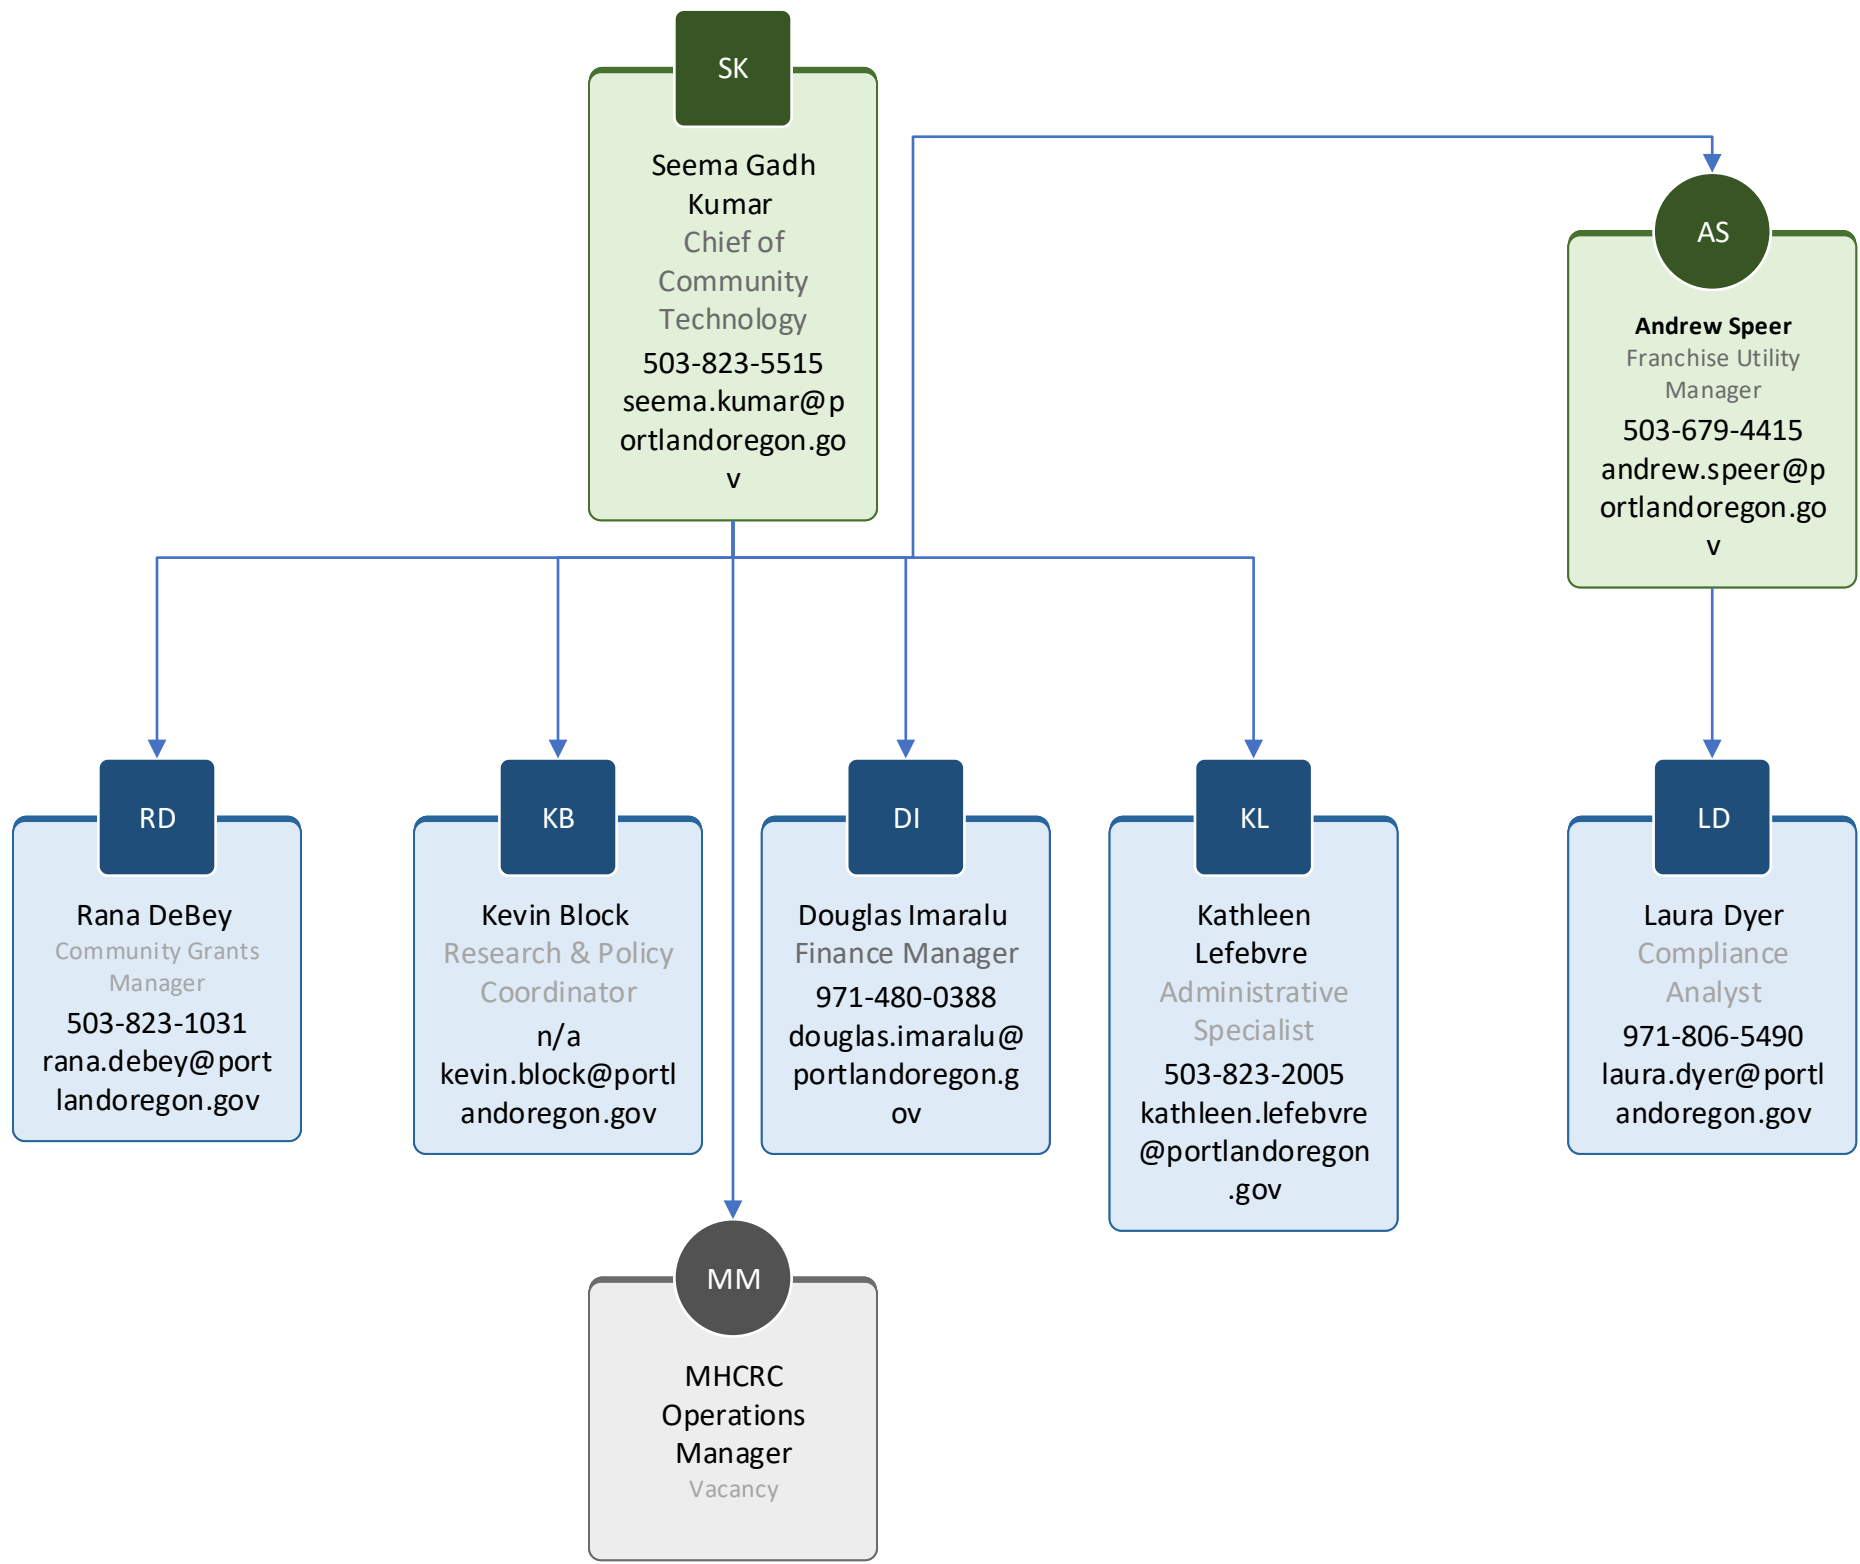 SK
Seema Gadh
Kumar
Chief of
Community
Technology
503-823-5515
seema.kumar@p
ortlandoregon.go
v
AS
Andrew Speer
Franchise Utility
Manager
503-679-4415
andrew.speer@p
ortlandoregon.go
v
RD
Rana DeBey
Community Grants
Manager
503-823-1031
rana.debey@port
landoregon.gov
KB
Kevin Block
Research & Policy
Coordinator
n/a
kevin.block@portl
andoregon.gov
DI
Douglas Imaralu
Finance Manager
971-480-0388
douglas.imaralu@
portlandoregon.g
ov
KL
Kathleen
Lefebvre
Administrative
Specialist
503-823-2005
kathleen.lefebvre
@portlandoregon
.gov
LD
Laura Dyer
Compliance
Analyst
971-806-5490
laura.dyer@portl
andoregon.gov
MM
MHCRC
Operations
Manager
Vacancy